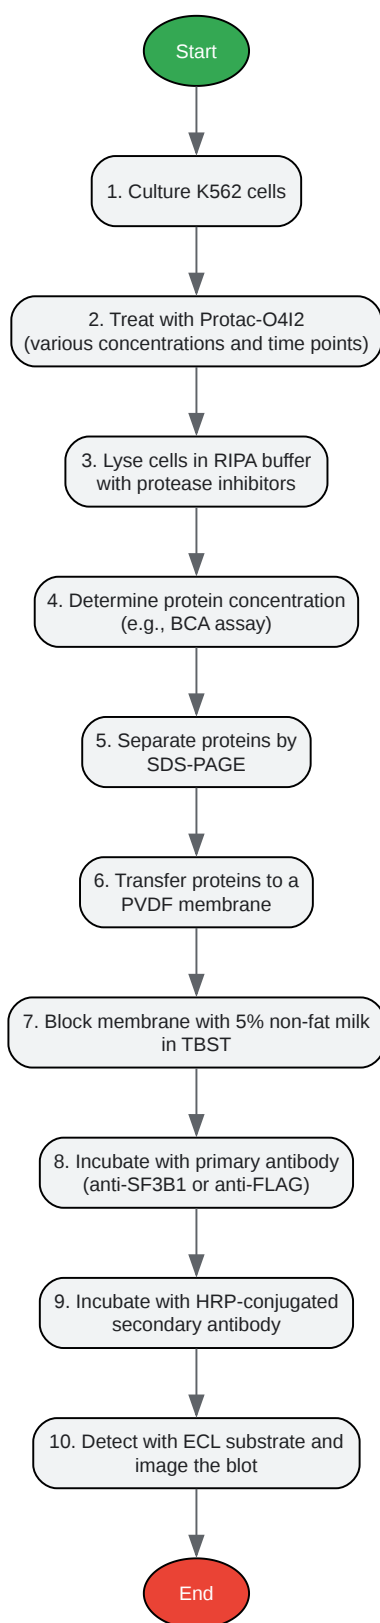 Start
1. Culture K562 cells
2. Treat with Protac-O4I2
(various concentrations and time points)
3. Lyse cells in RIPA buffer
with protease inhibitors
4. Determine protein concentration
(e.g., BCA assay)
5. Separate proteins by
SDS-PAGE
6. Transfer proteins to a
PVDF membrane
7. Block membrane with 5% non-fat milk
in TBST
8. Incubate with primary antibody
(anti-SF3B1 or anti-FLAG)
9. Incubate with HRP-conjugated
secondary antibody
10. Detect with ECL substrate and
image the blot
End